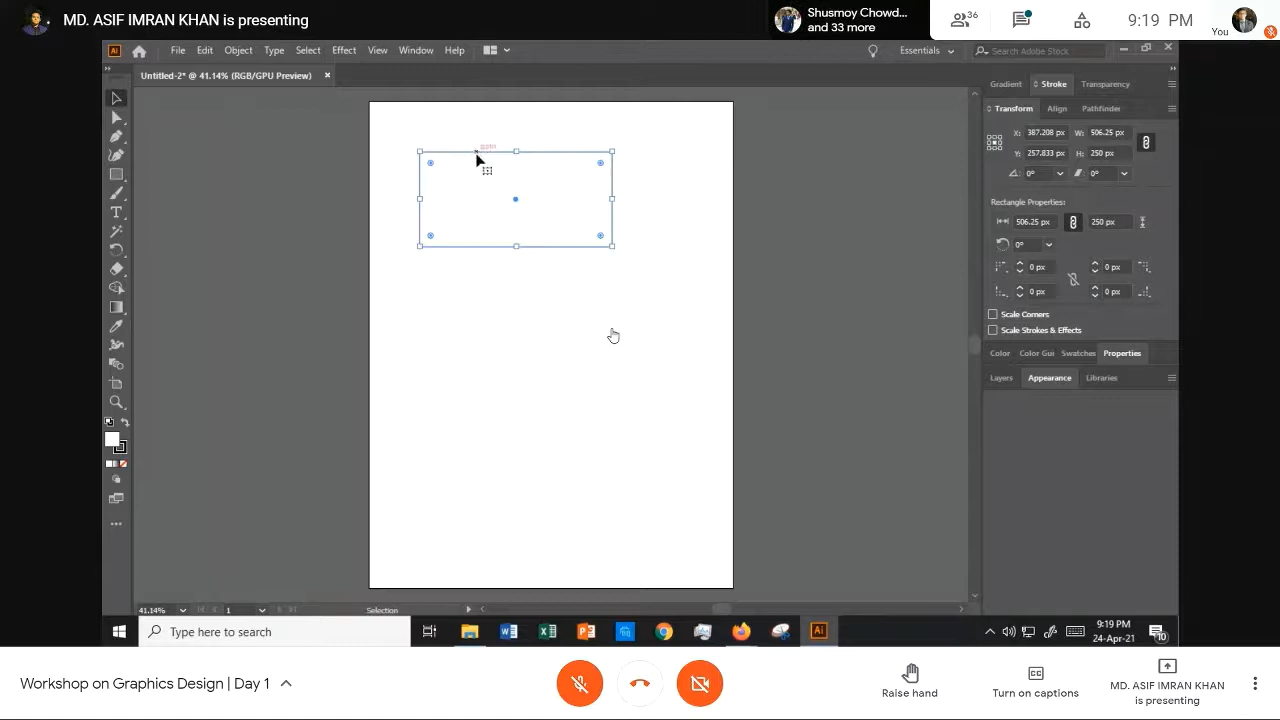 MD. ASIF IMRAN KHAN is presenting
Shusmoy Chowd...
and 33 more
36
9:19 PM
You
Ai
File Edit Object Type Select Effect View Window Help
Essentials
Search Adobe Stock
Untitled-2* @ 41.14% (RGB/GPU Preview) ×
Gradient Stroke Transparency
Transform Align Pathfinder
X: 387.208 px W: 506.25 px
Y: 257.833 px H: 250 px
0° 0°
Rectangle Properties:
506.25 px 250 px
0°
0 px 0 px
0 px 0 px
Scale Corners
Scale Strokes & Effects
Color Color Gui Swatches Properties
Layers Appearance Libraries
41.14% 1 Selection
Type here to search
Ai
9:19 PM
24-Apr-21
10
Workshop on Graphics Design | Day 1
Raise hand
CC
Turn on captions
MD. ASIF IMRAN KHAN
is presenting